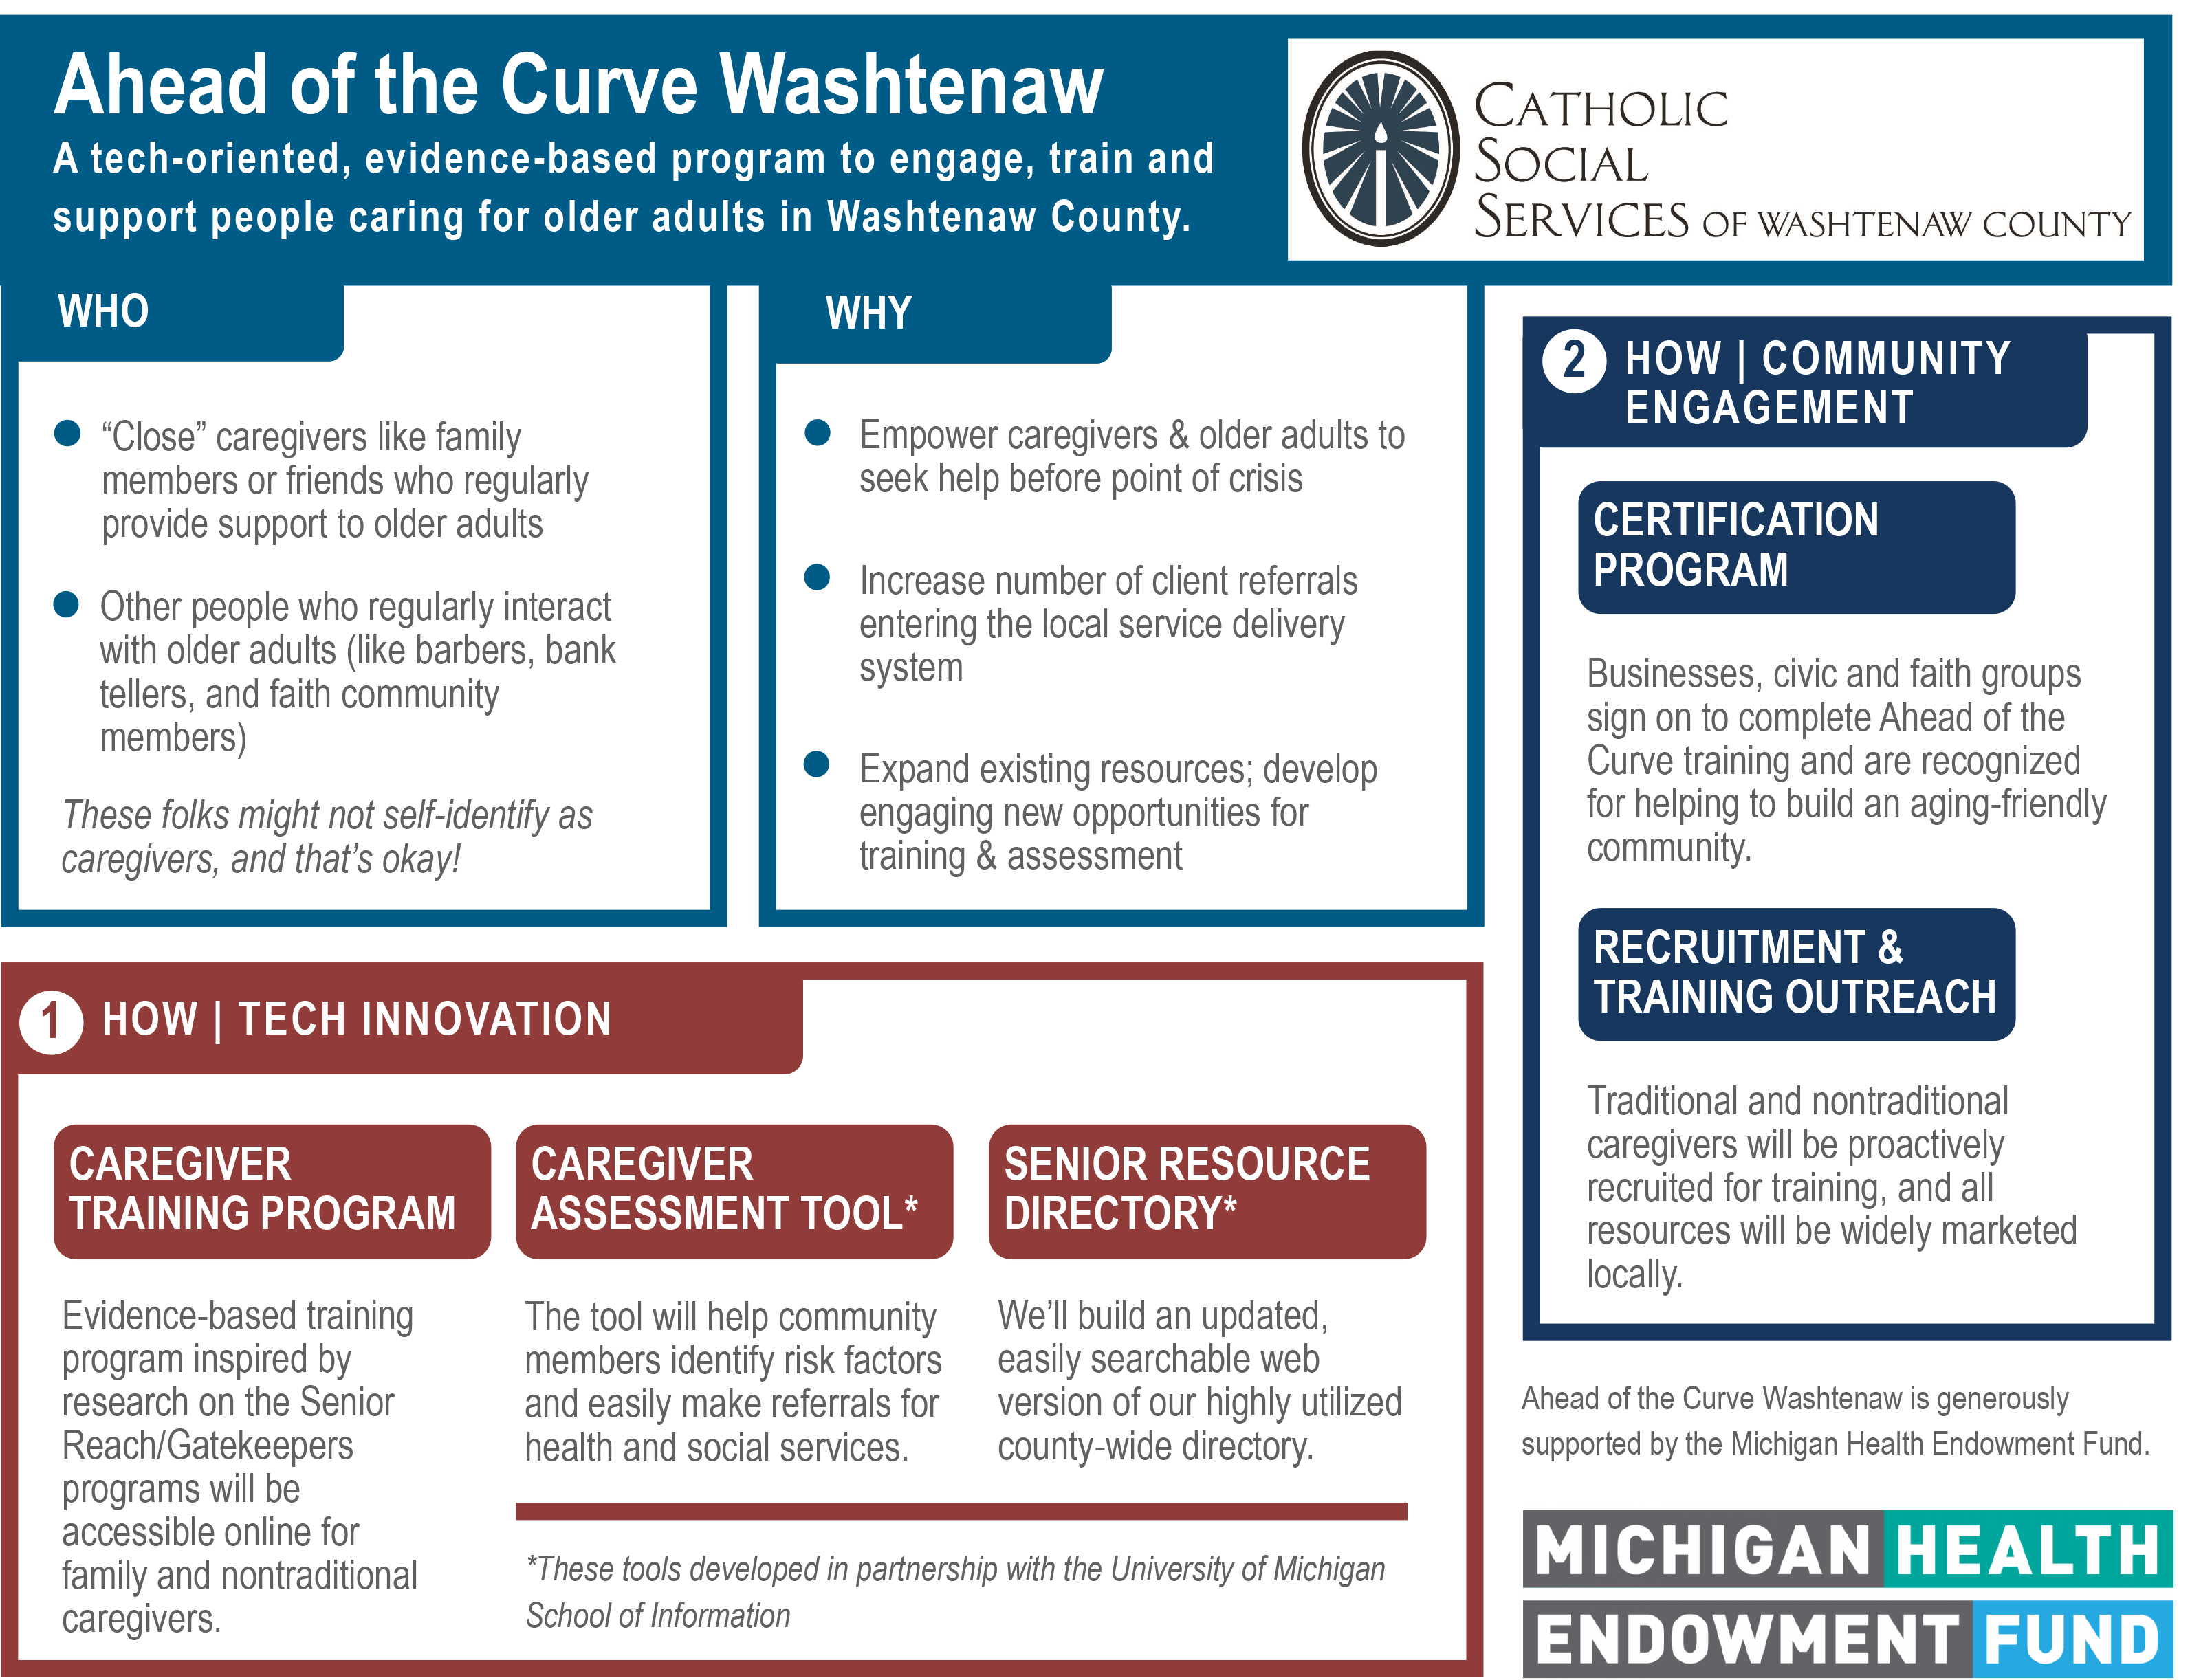 Ahead of the Curve Washtenaw
A tech-oriented, evidence-based program to engage, train and
support people caring for older adults in Washtenaw County.
CATHOLIC
SOCIAL
SERVICES OF WASHTENAW COUNTY
WHO
“Close” caregivers like family
members or friends who regularly
provide support to older adults
Other people who regularly interact
with older adults (like barbers, bank
tellers, and faith community
members)
These folks might not self-identify as
caregivers, and that’s okay!
WHY
Empower caregivers & older adults to
seek help before point of crisis
Increase number of client referrals
entering the local service delivery
system
Expand existing resources; develop
engaging new opportunities for
training & assessment
1 HOW | TECH INNOVATION
CAREGIVER
TRAINING PROGRAM
Evidence-based training
program inspired by
research on the Senior
Reach/Gatekeepers
programs will be
accessible online for
family and nontraditional
caregivers.
CAREGIVER
ASSESSMENT TOOL*
The tool will help community
members identify risk factors
and easily make referrals for
health and social services.
SENIOR RESOURCE
DIRECTORY*
We’ll build an updated,
easily searchable web
version of our highly utilized
county-wide directory.
*These tools developed in partnership with the University of Michigan
School of Information
2 HOW | COMMUNITY
ENGAGEMENT
CERTIFICATION
PROGRAM
Businesses, civic and faith groups
sign on to complete Ahead of the
Curve training and are recognized
for helping to build an aging-friendly
community.
RECRUITMENT &
TRAINING OUTREACH
Traditional and nontraditional
caregivers will be proactively
recruited for training, and all
resources will be widely marketed
locally.
Ahead of the Curve Washtenaw is generously
supported by the Michigan Health Endowment Fund.
MICHIGAN HEALTH
ENDOWMENT FUND